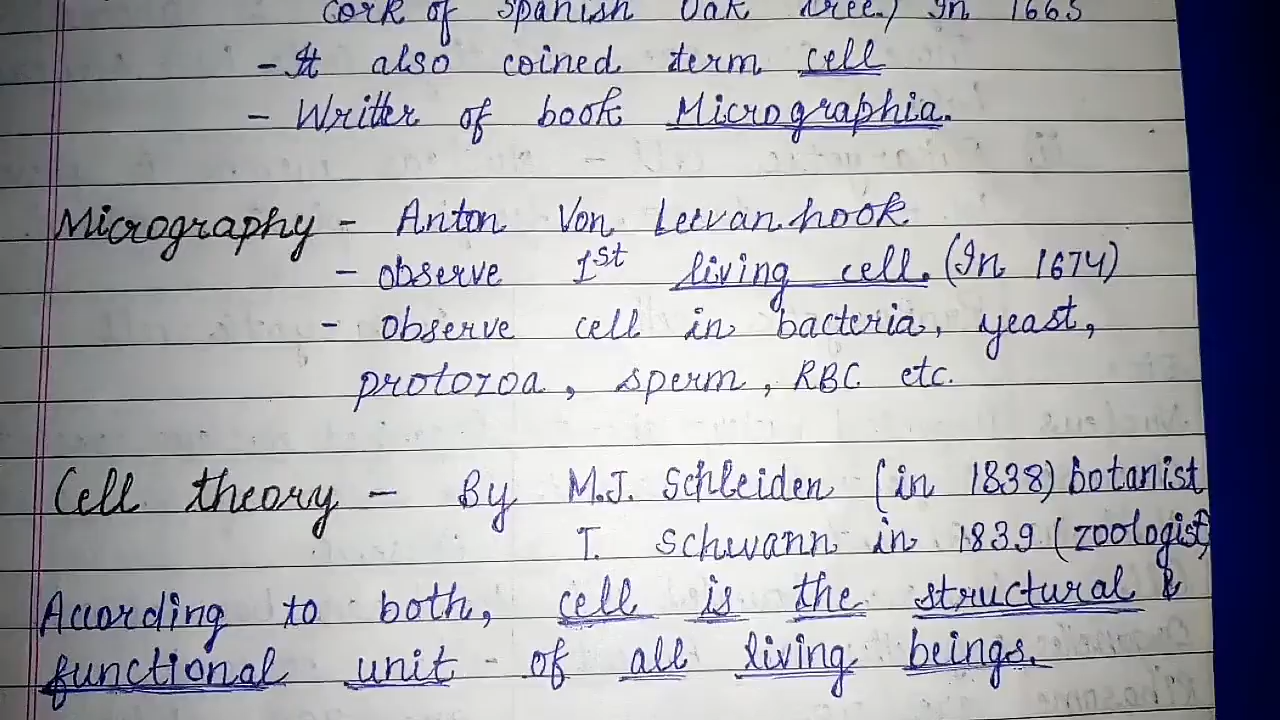 cork of Spanish Oak tree) In 1665
- It also coined term cell
- Writter of book Micrographia.
Micrography - Anton Von Leevanhook
- observe 1st living cell. (In 1674)
- observe cell in bacteria, yeast,
protozoa, sperm, RBC etc.
Cell theory - By M.J. Schleiden (in 1838) botanist
T. Schwann in 1839 (zoologist)
According to both, cell is the structural &
functional unit of all living beings.